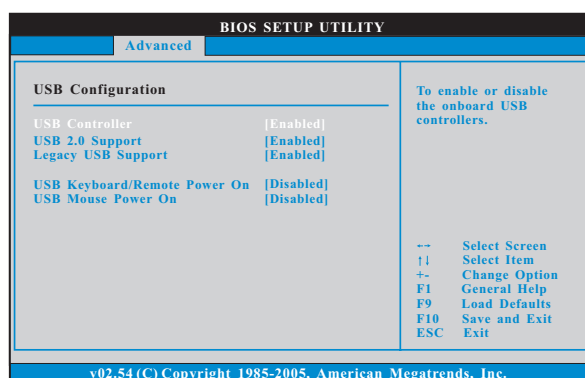 BIOS SETUP UTILITY
Advanced
USB Configuration
USB Controller [Enabled]
USB 2.0 Support [Enabled]
Legacy USB Support [Enabled]
USB Keyboard/Remote Power On [Disabled]
USB Mouse Power On [Disabled]
To enable or disable
the onboard USB
controllers.
←→ Select Screen
↑↓ Select Item
+- Change Option
F1 General Help
F9 Load Defaults
F10 Save and Exit
ESC Exit
v02.54 (C) Copyright 1985-2005, American Megatrends, Inc.